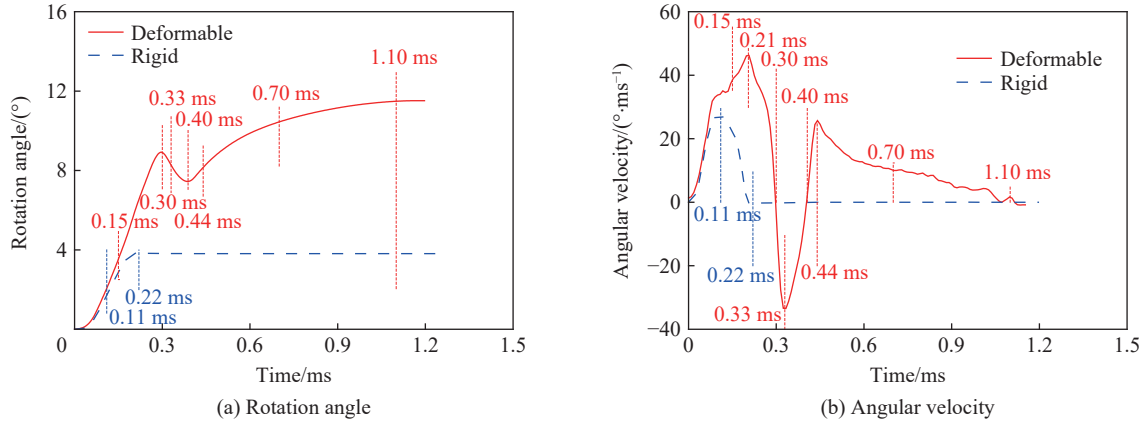 16
12
8
4
0
0.3
0.6
0.9
1.2
1.5
Rotation angle/(°)
Time/ms
Deformable
Rigid
1.10 ms
0.33 ms
0.40 ms
0.70 ms
0.30 ms
0.15 ms
0.44 ms
0.22 ms
0.11 ms
(a) Rotation angle
60
40
20
0
−20
−40
0
0.3
0.6
0.9
1.2
1.5
Angular velocity/(°·ms⁻¹)
Time/ms
0.15 ms
0.21 ms
0.30 ms
Deformable
Rigid
0.40 ms
0.70 ms
1.10 ms
0.11 ms
0.22 ms
0.44 ms
0.33 ms
(b) Angular velocity